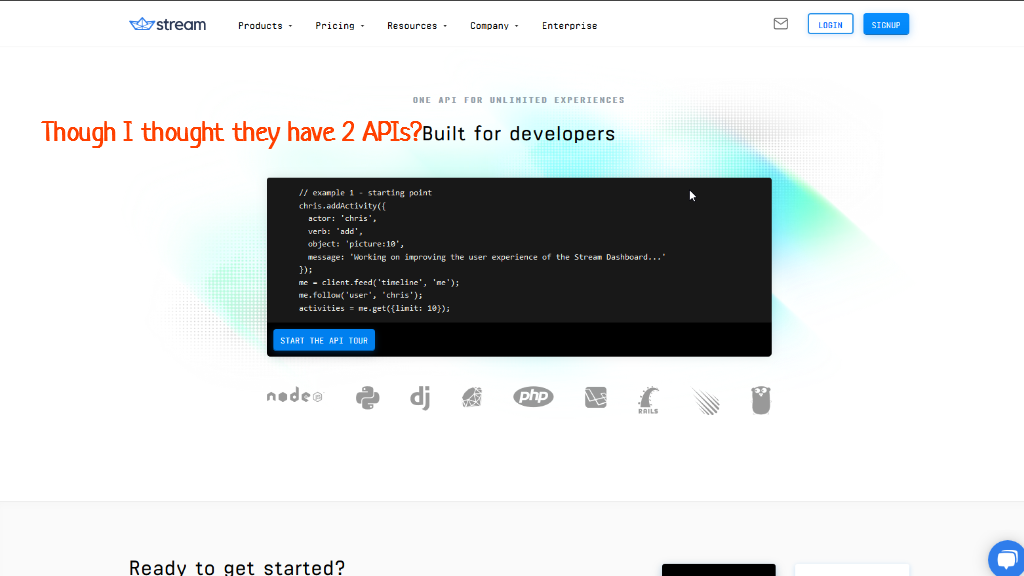 stream
Products
Pricing
Resources
Company
Enterprise
LOGIN
SIGNUP
ONE API FOR UNLIMITED EXPERIENCES
Though I thought they have 2 APIs?Built for developers
// example 1 - starting point
chris.addActivity({
actor: 'chris',
verb: 'add',
object: 'picture:10',
message: 'Working on improving the user experience of the Stream Dashboard...'
});
me = client.feed('timeline', 'me');
me.follow('user', 'chris');
activities = me.get({limit: 10});
START THE API TOUR
node
dj
php
RAILS
Ready to get started?